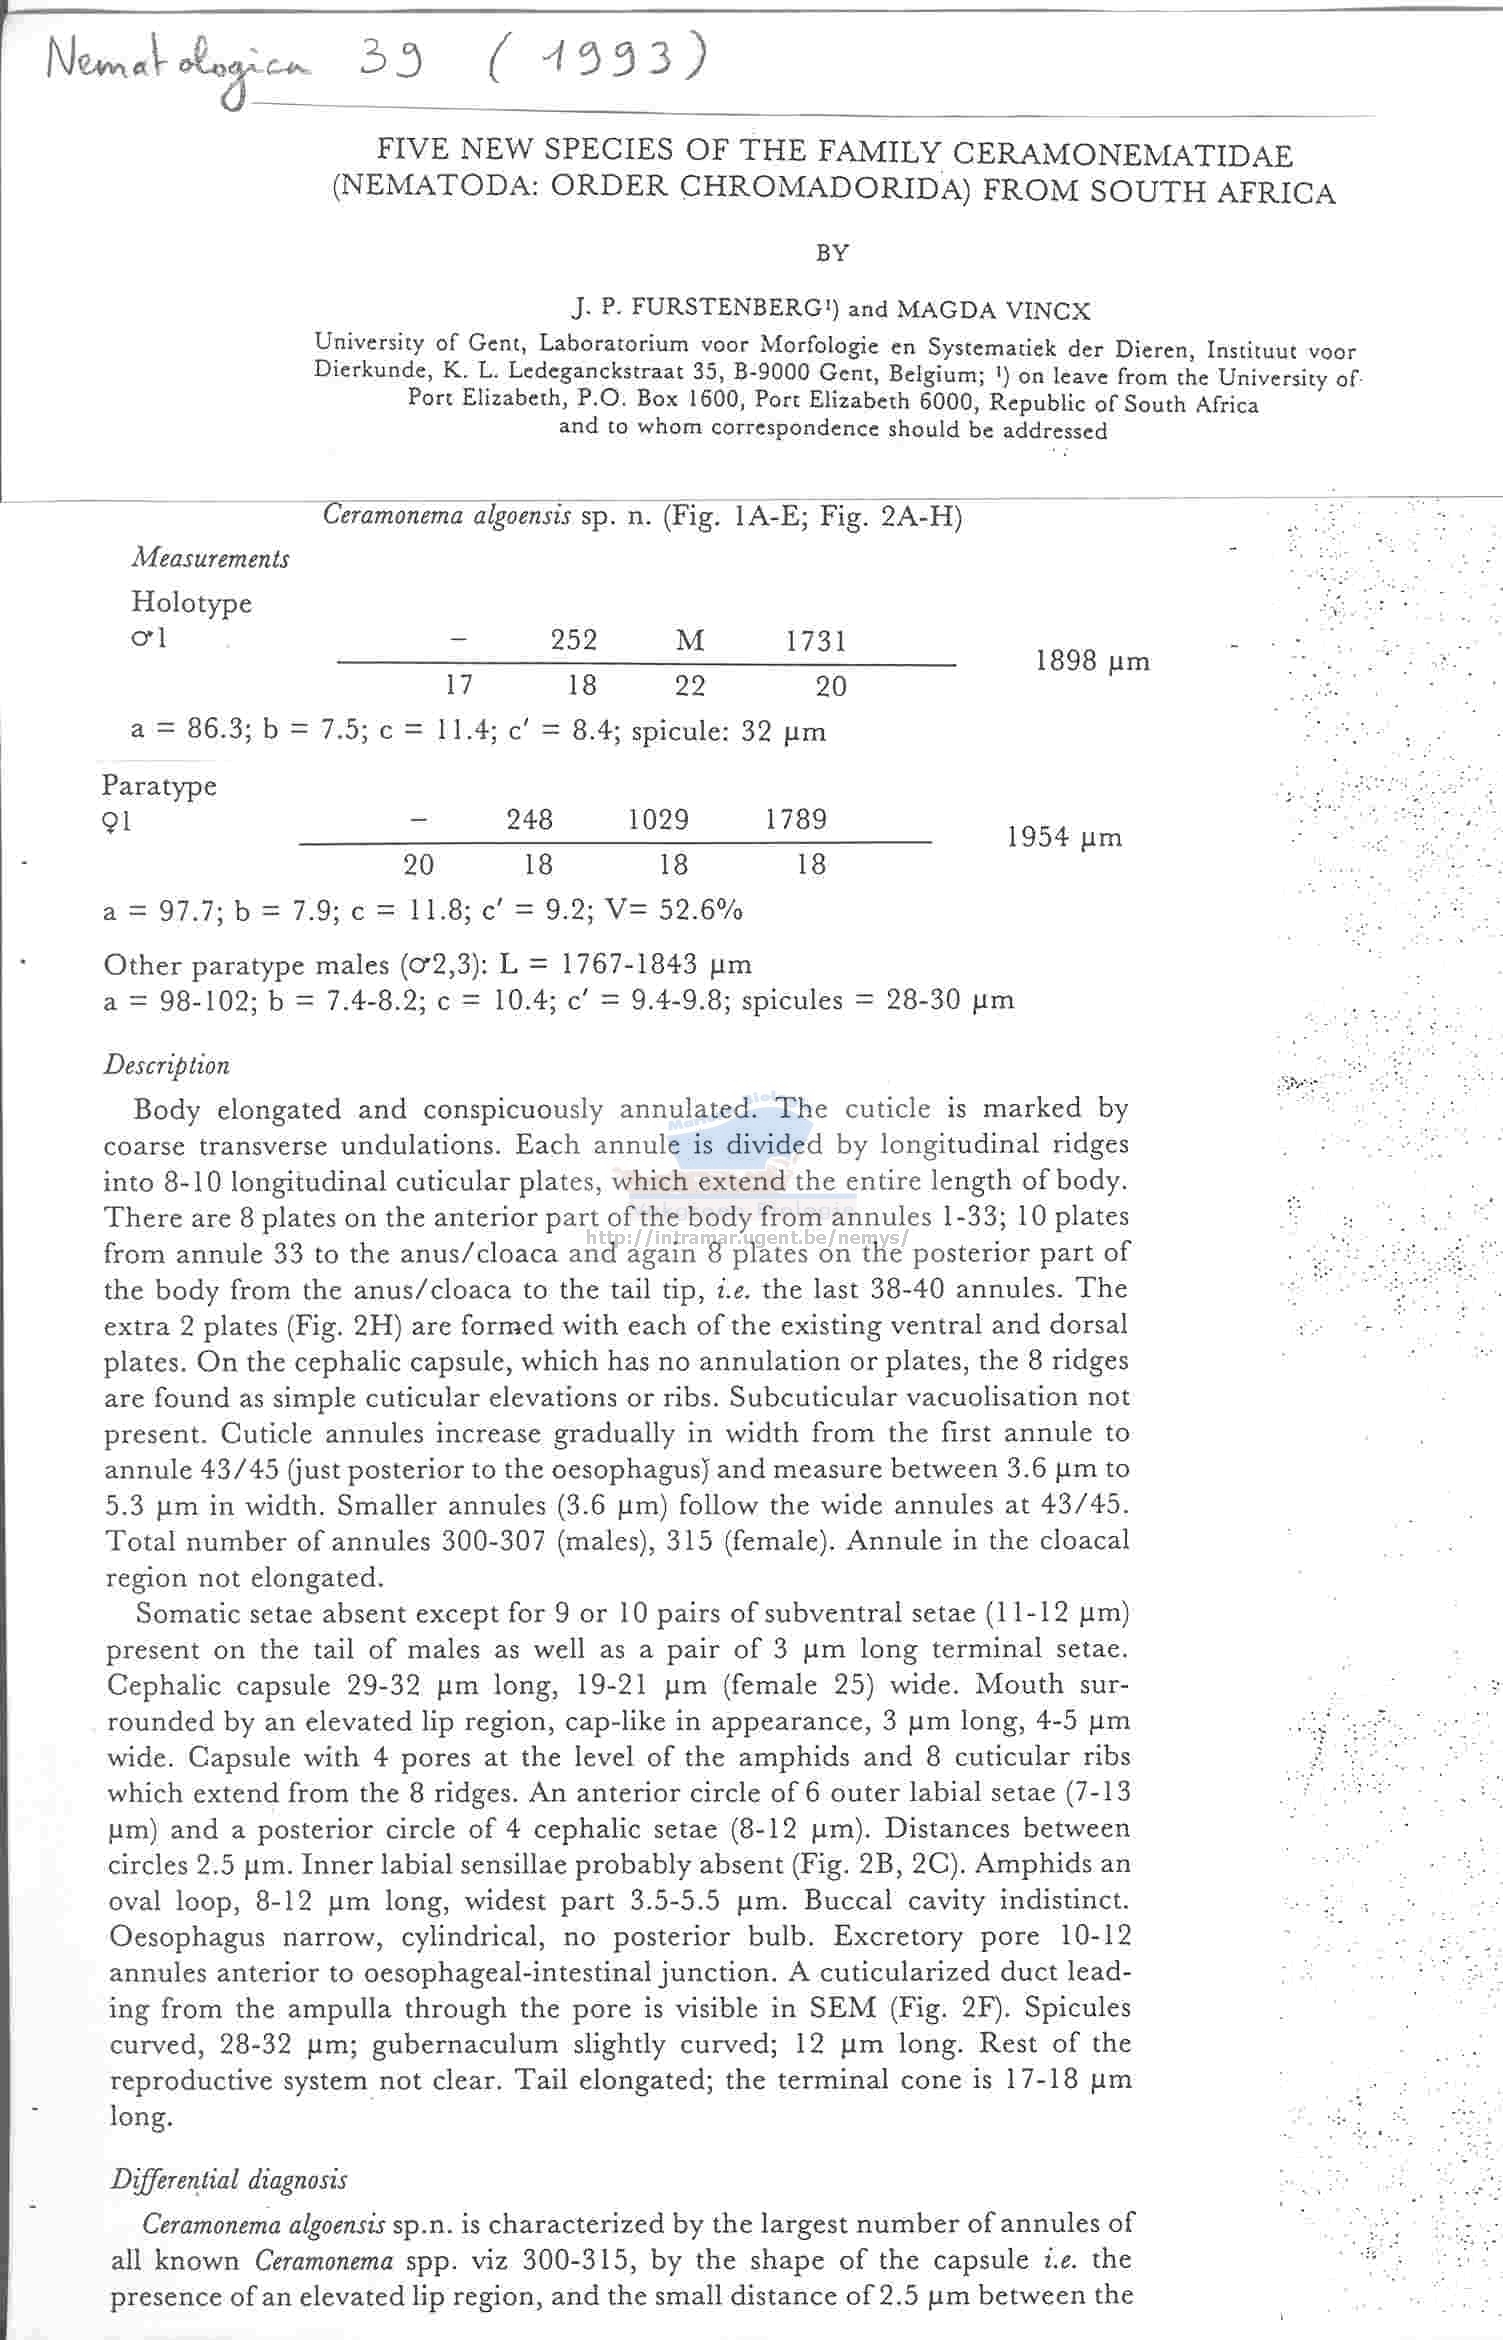 Nematologica 39 (1993)
FIVE NEW SPECIES OF THE FAMILY CERAMONEMATIDAE
(NEMATODA: ORDER CHROMADORIDA) FROM SOUTH AFRICA
BY
J. P. FURSTENBERG¹) and MAGDA VINCX
University of Gent, Laboratorium voor Morfologie en Systematiek der Dieren, Instituut voor
Dierkunde, K. L. Ledeganckstraat 35, B-9000 Gent, Belgium; ¹) on leave from the University of
Port Elizabeth, P.O. Box 1600, Port Elizabeth 6000, Republic of South Africa
and to whom correspondence should be addressed
Ceramonema algoensis sp. n. (Fig. 1A-E; Fig. 2A-H)
Measurements
Holotype
♂1 – 252 M 1731
1898 µm
17 18 22 20
a = 86.3; b = 7.5; c = 11.4; c′ = 8.4; spicule: 32 µm
Paratype
♀1 – 248 1029 1789
1954 µm
20 18 18 18
a = 97.7; b = 7.9; c = 11.8; c′ = 9.2; V= 52.6%
Other paratype males (♂2,3): L = 1767-1843 µm
a = 98-102; b = 7.4-8.2; c = 10.4; c′ = 9.4-9.8; spicules = 28-30 µm
Description
Body elongated and conspicuously annulated. The cuticle is marked by
coarse transverse undulations. Each annule is divided by longitudinal ridges
into 8-10 longitudinal cuticular plates, which extend the entire length of body.
There are 8 plates on the anterior part of the body from annules 1-33; 10 plates
http://intramar.ugent.be/nemys/
from annule 33 to the anus/cloaca and again 8 plates on the posterior part of
the body from the anus/cloaca to the tail tip, i.e. the last 38-40 annules. The
extra 2 plates (Fig. 2H) are formed with each of the existing ventral and dorsal
plates. On the cephalic capsule, which has no annulation or plates, the 8 ridges
are found as simple cuticular elevations or ribs. Subcuticular vacuolisation not
present. Cuticle annules increase gradually in width from the first annule to
annule 43/45 (just posterior to the oesophagus) and measure between 3.6 µm to
5.3 µm in width. Smaller annules (3.6 µm) follow the wide annules at 43/45.
Total number of annules 300-307 (males), 315 (female). Annule in the cloacal
region not elongated.
Somatic setae absent except for 9 or 10 pairs of subventral setae (11-12 µm)
present on the tail of males as well as a pair of 3 µm long terminal setae.
Cephalic capsule 29-32 µm long, 19-21 µm (female 25) wide. Mouth sur-
rounded by an elevated lip region, cap-like in appearance, 3 µm long, 4-5 µm
wide. Capsule with 4 pores at the level of the amphids and 8 cuticular ribs
which extend from the 8 ridges. An anterior circle of 6 outer labial setae (7-13
µm) and a posterior circle of 4 cephalic setae (8-12 µm). Distances between
circles 2.5 µm. Inner labial sensillae probably absent (Fig. 2B, 2C). Amphids an
oval loop, 8-12 µm long, widest part 3.5-5.5 µm. Buccal cavity indistinct.
Oesophagus narrow, cylindrical, no posterior bulb. Excretory pore 10-12
annules anterior to oesophageal-intestinal junction. A cuticularized duct lead-
ing from the ampulla through the pore is visible in SEM (Fig. 2F). Spicules
curved, 28-32 µm; gubernaculum slightly curved; 12 µm long. Rest of the
reproductive system not clear. Tail elongated; the terminal cone is 17-18 µm
long.
Differential diagnosis
Ceramonema algoensis sp.n. is characterized by the largest number of annules of
all known Ceramonema spp. viz 300-315, by the shape of the capsule i.e. the
presence of an elevated lip region, and the small distance of 2.5 µm between the